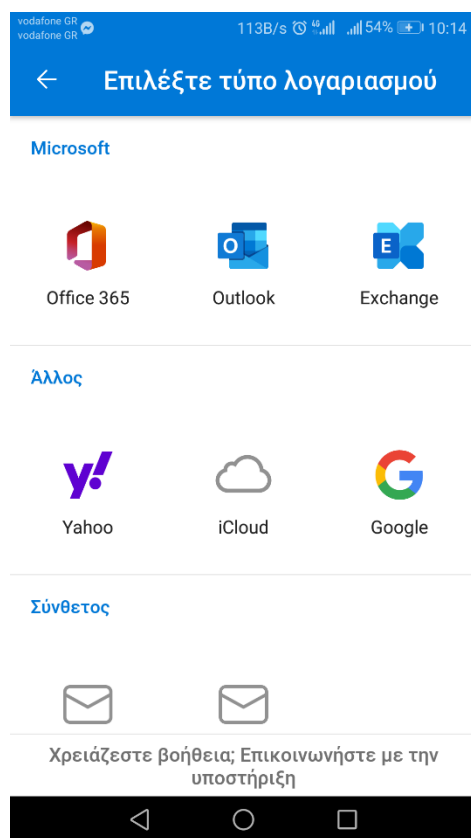 vodafone GR
vodafone GR
113B/s 4G 54% 10:14
Επιλέξτε τύπο λογαριασμού
Microsoft
Office 365
Outlook
Exchange
Άλλος
Yahoo
iCloud
Google
Σύνθετος
Χρειάζεστε βοήθεια; Επικοινωνήστε με την
υποστήριξη